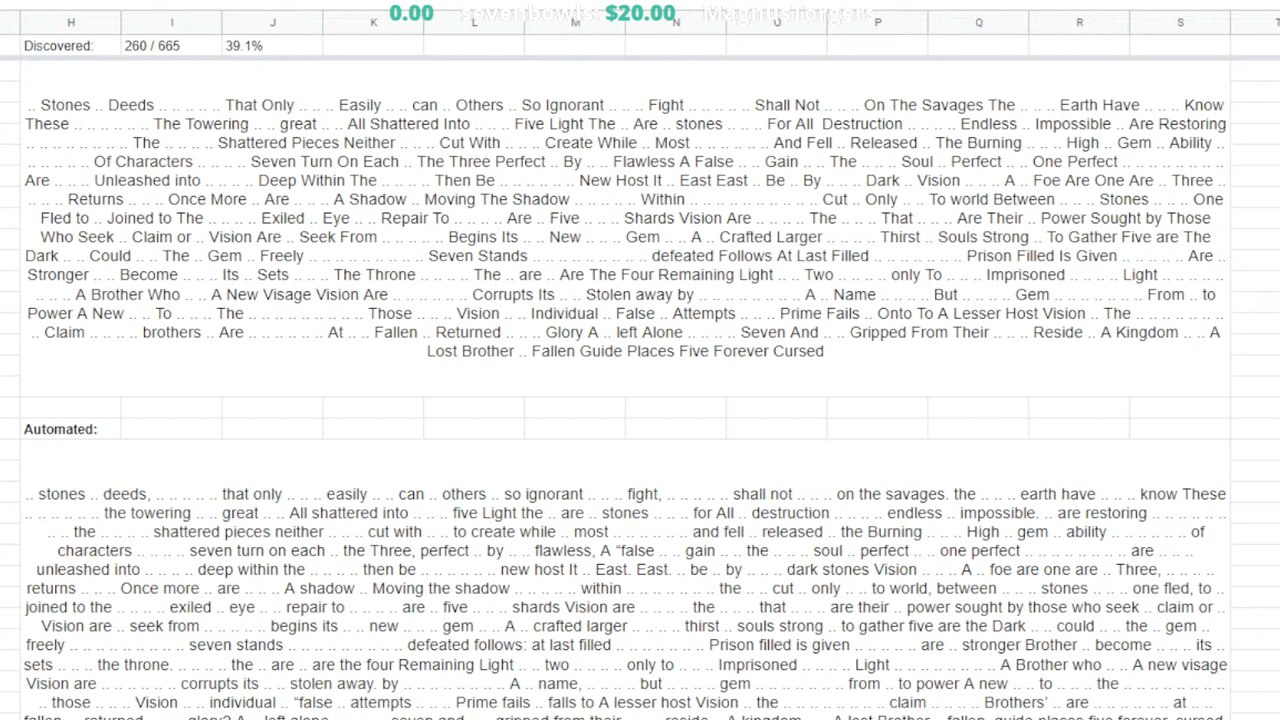 0.00 sevenbowls: $20.00 MagnusTorgers
H I J K L M N O P Q R S
Discovered: 260 / 665 39.1%
.. Stones .. Deeds .. .. .. .. .. That Only .. .. .. Easily .. .. can .. Others .. So Ignorant .. .. .. Fight .. .. .. .. .. Shall Not .. .. .. On The Savages The .. .. .. Earth Have .. .. .. Know
These .. .. .. .. .. .. The Towering .. .. great .. .. All Shattered Into .. .. .. Five Light The .. Are .. stones .. .. .. For All Destruction .. .. .. Endless .. Impossible .. Are Restoring
.. .. .. .. .. .. .. The .. .. .. .. Shattered Pieces Neither .. .. .. Cut With .. .. Create While .. Most .. .. .. .. .. .. And Fell .. Released .. The Burning .. .. .. High .. Gem .. Ability ..
.. .. .. .. .. Of Characters .. .. .. .. Seven Turn On Each .. The Three Perfect .. By .. .. Flawless A False .. .. Gain .. .. The .. .. Soul .. Perfect .. .. One Perfect .. .. .. .. .. .. .. ..
Are .. .. .. Unleashed into .. .. .. .. Deep Within The .. .. .. .. Then Be .. .. .. .. .. .. New Host It .. East East .. Be .. By .. .. .. Dark .. Vision .. .. .. A .. Foe Are One Are .. Three ..
.. .. .. Returns .. .. Once More .. Are .. .. .. A Shadow .. Moving The Shadow .. .. .. .. .. Within .. .. .. .. .. .. .. .. .. Cut .. Only .. .. To world Between .. .. .. Stones .. .. One
Fled to .. Joined to The .. .. .. .. Exiled .. Eye .. .. Repair To .. .. .. .. Are .. Five .. .. Shards Vision Are .. .. .. .. The .. .. That .. .. .. Are Their .. Power Sought by Those
Who Seek .. Claim or .. Vision Are .. Seek From .. .. .. .. .. Begins Its .. .. New .. .. .. Gem .. .. A .. Crafted Larger .. .. .. .. Thirst .. Souls Strong .. To Gather Five are The
Dark .. .. Could .. .. The .. Gem .. Freely .. .. .. .. .. .. .. .. .. Seven Stands .. .. .. .. .. .. .. .. .. defeated Follows At Last Filled .. .. .. .. .. .. .. Prison Filled Is Given .. .. .. .. .. Are ..
Stronger .. Become .. .. Its .. Sets .. .. .. The Throne .. .. .. .. The .. are .. Are The Four Remaining Light .. .. Two .. .. .. .. only To .. .. .. Imprisoned .. .. .. Light .. .. .. ..
.. .. .. .. A Brother Who .. .. A New Visage Vision Are .. .. .. .. .. .. Corrupts Its .. .. Stolen away by .. .. .. .. .. .. .. .. A .. Name .. .. .. But .. .. .. Gem .. .. .. .. .. .. .. From .. to
Power A New .. .. To .. .. .. The .. .. .. .. .. .. .. .. Those .. .. .. Vision .. .. Individual .. False .. Attempts .. .. .. Prime Fails .. Onto To A Lesser Host Vision .. The .. .. .. .. .. .. ..
.. Claim .. .. .. .. brothers .. Are .. .. .. .. .. .. At .. .. Fallen .. Returned .. .. Glory A .. left Alone .. .. .. .. .. Seven And .. .. Gripped From Their .. .. .. Reside .. A Kingdom .. .. A
Lost Brother .. Fallen Guide Places Five Forever Cursed
Automated:
.. stones .. deeds, .. .. .. .. .. that only .. .. .. easily .. .. can .. others .. so ignorant .. .. .. fight, .. .. .. .. .. shall not .. .. .. on the savages. the .. .. .. earth have .. .. .. know These
.. .. .. .. .. .. the towering .. .. great .. .. All shattered into .. .. .. five Light the .. are .. stones .. .. .. for All .. destruction .. .. .. endless .. impossible. .. are restoring .. .. .. .. .. ..
.. .. the .. .. .. .. shattered pieces neither .. .. .. cut with .. .. to create while .. most .. .. .. .. .. .. and fell .. released .. the Burning .. .. .. High .. gem .. ability .. .. .. .. .. .. of
characters .. .. .. .. seven turn on each .. the Three, perfect .. by .. .. flawless, A “false .. .. gain .. .. the .. .. .. soul .. perfect .. .. one perfect .. .. .. .. .. .. .. are .. .. ..
unleashed into .. .. .. .. deep within the .. .. .. .. then be .. .. .. .. .. .. new host It .. East. East. .. be .. by .. .. .. dark stones Vision .. .. A .. foe are one are .. Three, .. .. .. ..
returns .. .. Once more .. are .. .. .. A shadow .. Moving the shadow .. .. .. .. .. within .. .. .. .. .. .. .. the .. .. cut .. only .. .. to world, between .. .. .. stones .. .. one fled, to ..
joined to the .. .. .. .. exiled .. eye .. .. repair to .. .. .. .. are .. five .. .. shards Vision are .. .. .. .. the .. .. that .. .. .. are their .. power sought by those who seek .. claim or ..
Vision are .. seek from .. .. .. .. .. begins its .. .. new .. .. .. gem .. .. A .. crafted larger .. .. .. .. thirst .. souls strong .. to gather five are the Dark .. .. could .. .. the .. gem ..
freely .. .. .. .. .. .. .. .. .. seven stands .. .. .. .. .. .. .. .. .. defeated follows: at last filled .. .. .. .. .. .. .. Prison filled is given .. .. .. .. .. are .. stronger Brother .. become .. .. its ..
sets .. .. .. the throne. .. .. .. .. the .. are .. are the four Remaining Light .. .. two .. .. .. .. only to .. .. .. Imprisoned .. .. .. Light .. .. .. .. .. .. .. .. A Brother who .. .. A new visage
Vision are .. .. .. .. .. .. corrupts its .. .. stolen away. by .. .. .. .. .. .. .. .. A .. name, .. .. .. but .. .. .. gem .. .. .. .. .. .. .. from .. to power A new .. .. to .. .. .. the .. .. .. .. .. ..
.. those .. .. .. Vision .. .. individual .. “false .. attempts .. .. .. Prime fails .. falls to A lesser host Vision .. the .. .. .. .. .. .. .. .. claim .. .. .. .. Brothers’ .. are .. .. .. .. .. .. at ..
fallen .. returned .. .. glory? A .. left alone .. .. .. .. .. seven and .. .. gripped from their .. .. .. reside .. A kingdom .. .. A lost Brother .. fallen, guide places five forever, cursed